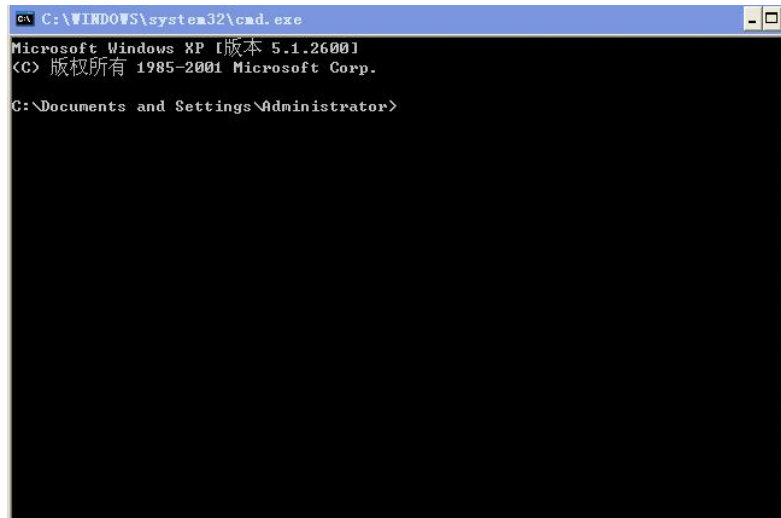 C:\WINDOWS\system32\cmd.exe
Microsoft Windows XP [版本 5.1.2600]
(C) 版权所有 1985-2001 Microsoft Corp.
C:\Documents and Settings\Administrator>